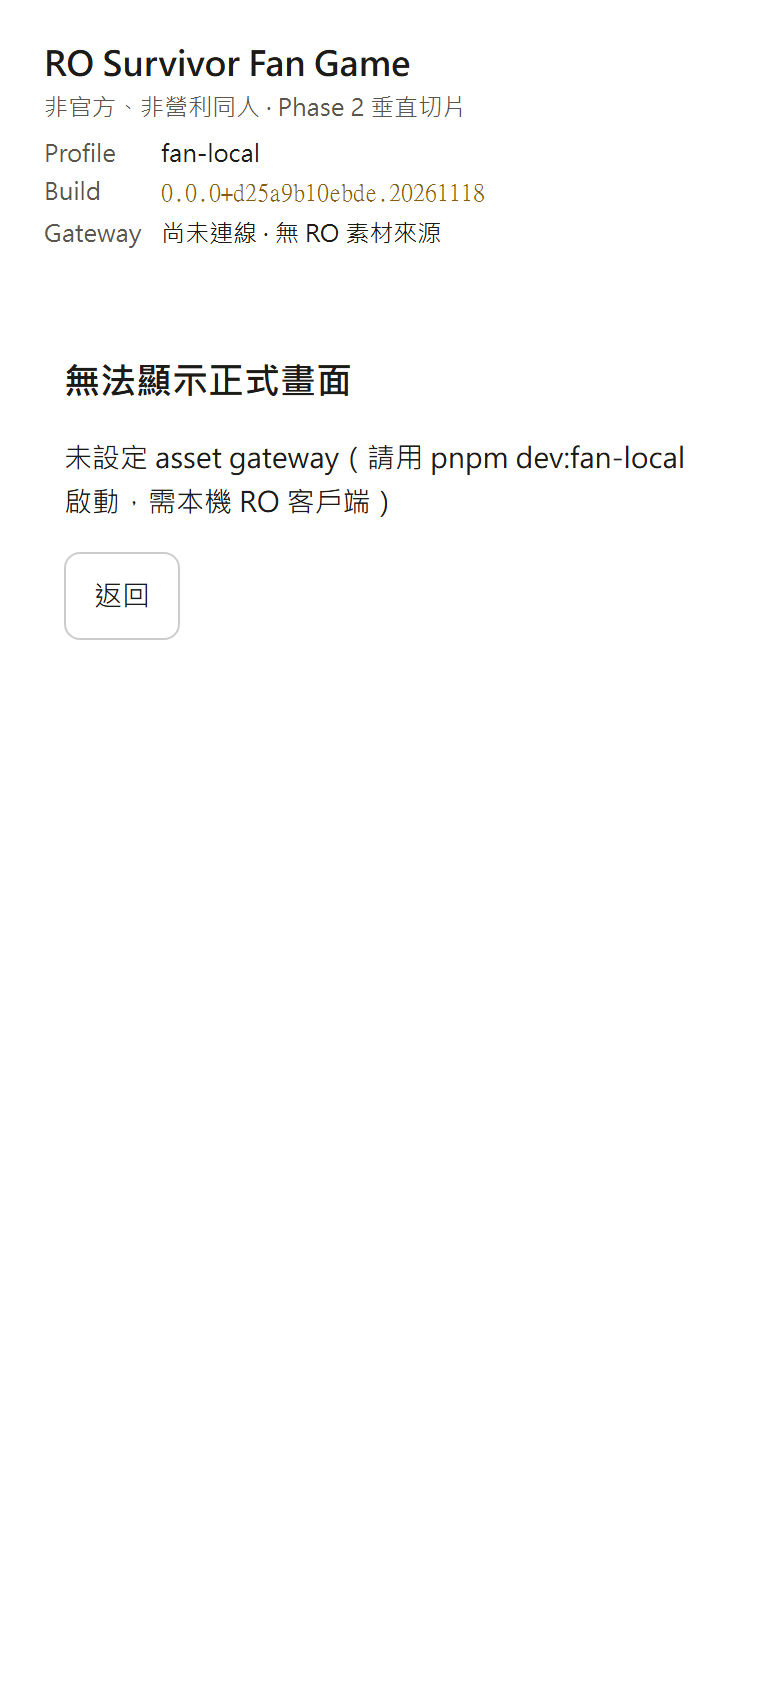 RO Survivor Fan Game
非官方、非營利同人 · Phase 2 垂直切片
Profile fan-local
Build 0.0.0+d25a9b10ebde.20261118
Gateway 尚未連線 · 無 RO 素材來源
無法顯示正式畫面
未設定 asset gateway（請用 pnpm dev:fan-local
啟動，需本機 RO 客戶端）
返回